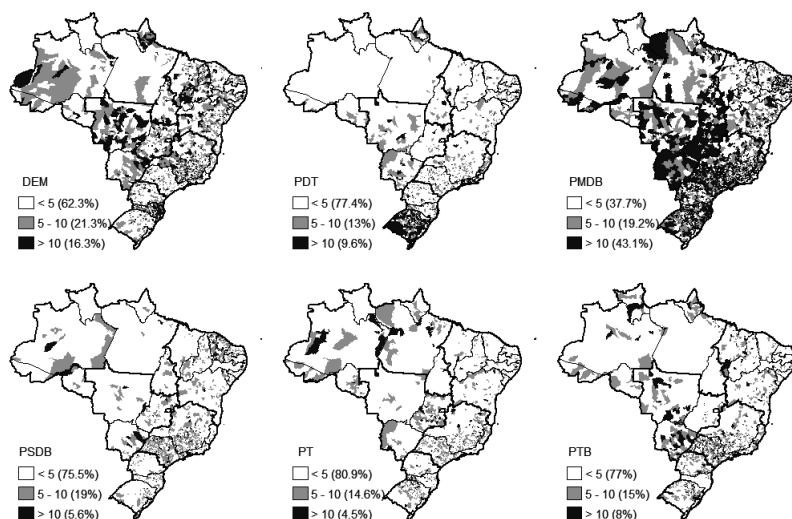 DEM
< 5 (62.3%)
5 - 10 (21.3%)
> 10 (16.3%)
PDT
< 5 (77.4%)
5 - 10 (13%)
> 10 (9.6%)
PMDB
< 5 (37.7%)
5 - 10 (19.2%)
> 10 (43.1%)
PSDB
< 5 (75.5%)
5 - 10 (19%)
> 10 (5.6%)
PT
< 5 (80.9%)
5 - 10 (14.6%)
> 10 (4.5%)
PTB
< 5 (77%)
5 - 10 (15%)
> 10 (8%)